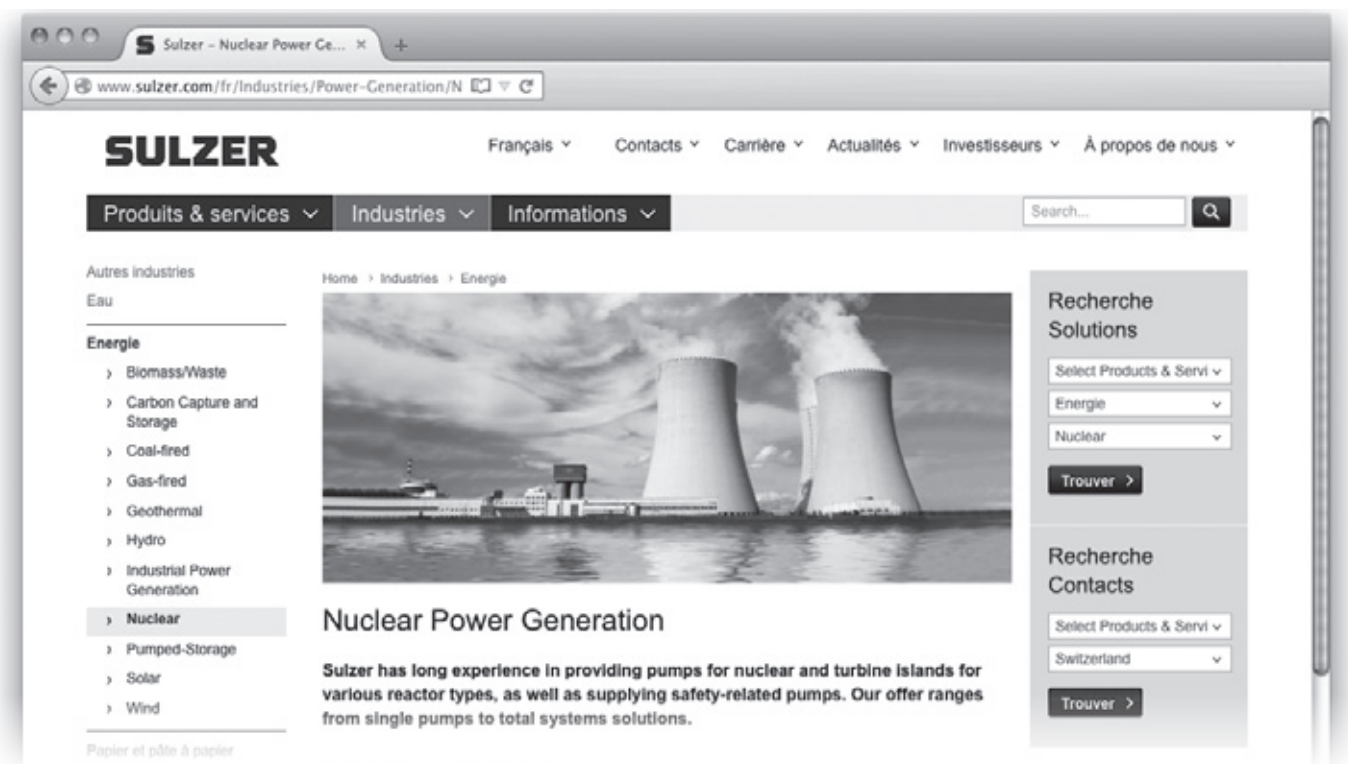 Sulzer – Nuclear Power Ge... × +
www.sulzer.com/fr/Industries/Power-Generation/N
SULZER
Français Contacts Carrière Actualités Investisseurs À propos de nous
Produits & services Industries Informations
Search...
Autres industries
Eau
Energie
› Biomass/Waste
› Carbon Capture and
Storage
› Coal-fired
› Gas-fired
› Geothermal
› Hydro
› Industrial Power
Generation
› Nuclear
› Pumped-Storage
› Solar
› Wind
Papier et pâte à papier
Home › Industries › Energie
Nuclear Power Generation
Sulzer has long experience in providing pumps for nuclear and turbine islands for
various reactor types, as well as supplying safety-related pumps. Our offer ranges
from single pumps to total systems solutions.
Recherche
Solutions
Select Products & Servi
Energie
Nuclear
Trouver ›
Recherche
Contacts
Select Products & Servi
Switzerland
Trouver ›